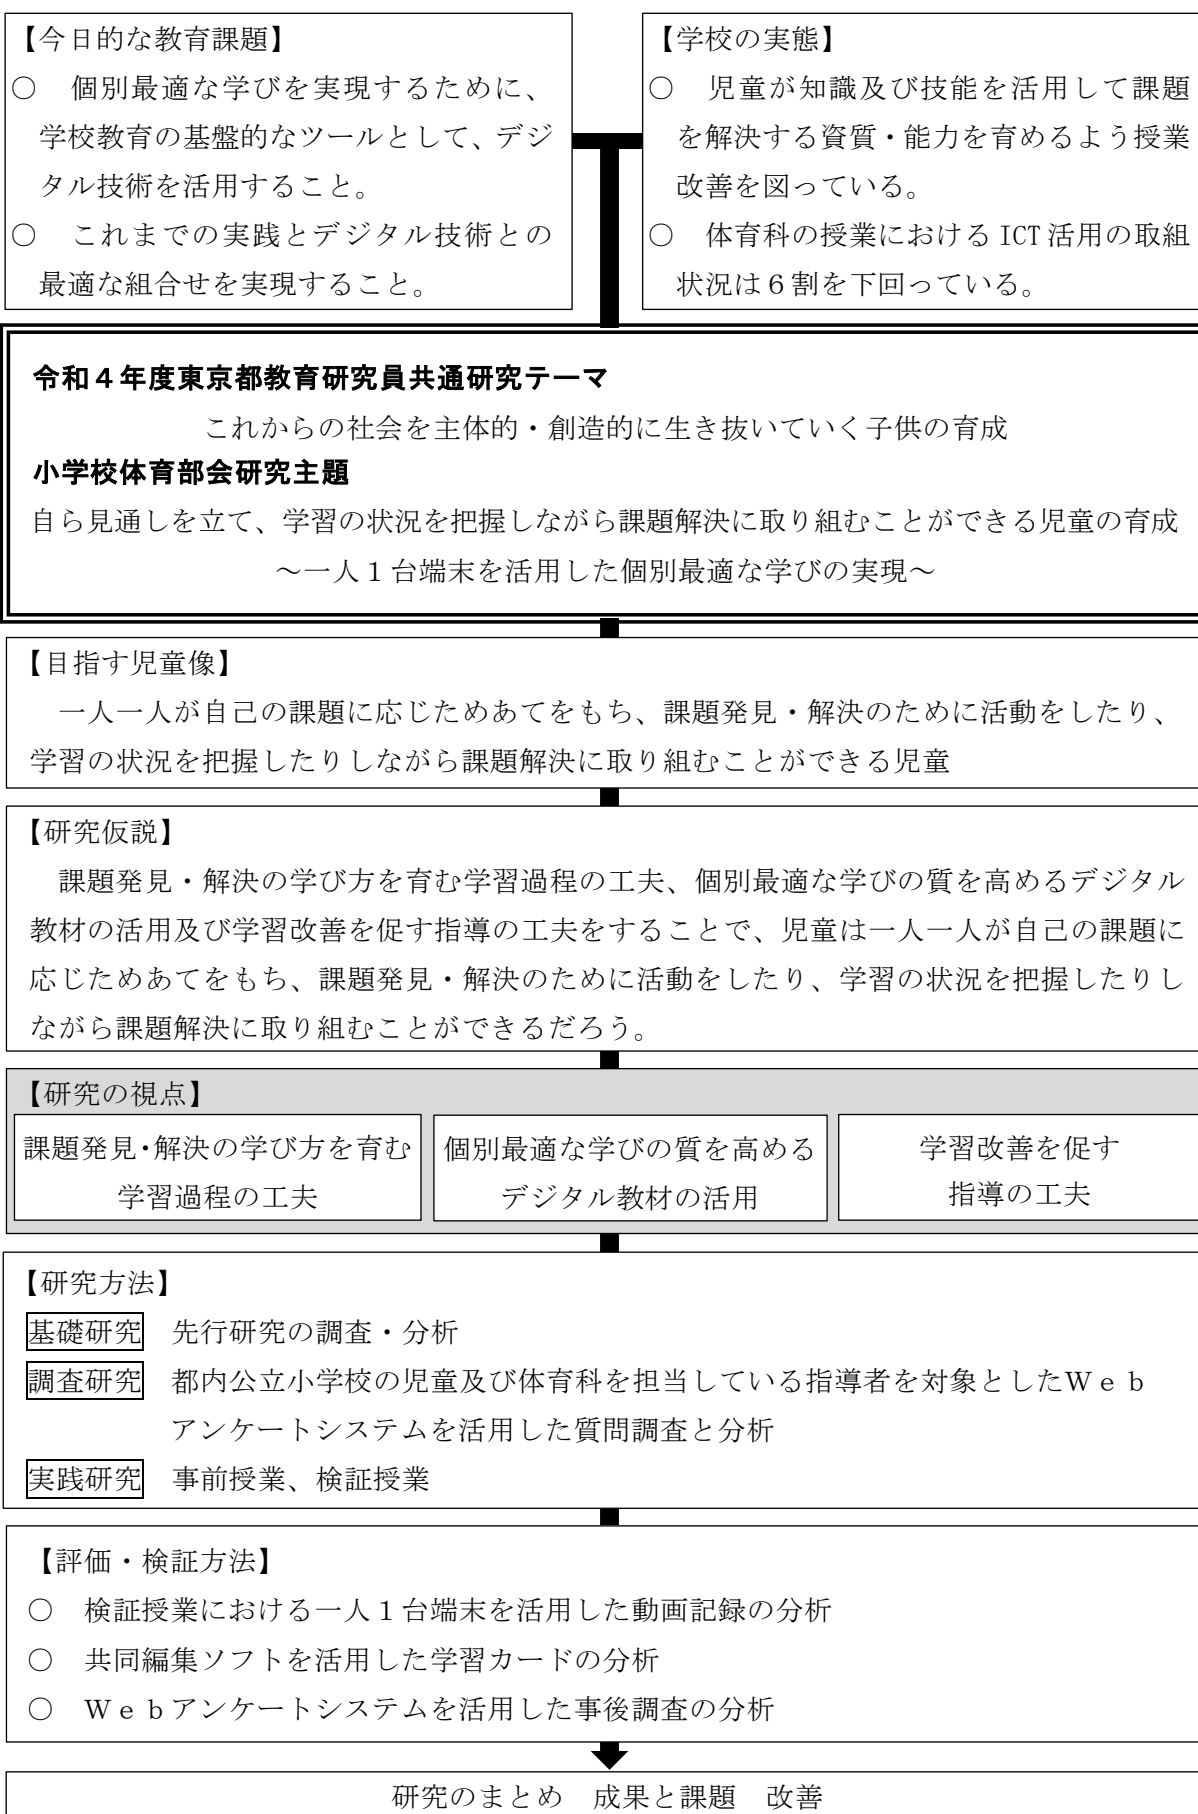 【今日的な教育課題】
○　個別最適な学びを実現するために、
学校教育の基盤的なツールとして、デジ
タル技術を活用すること。
○　これまでの実践とデジタル技術との
最適な組合せを実現すること。
【学校の実態】
○　児童が知識及び技能を活用して課題
を解決する資質・能力を育めるよう授業
改善を図っている。
○　体育科の授業における ICT 活用の取組
状況は６割を下回っている。
令和４年度東京都教育研究員共通研究テーマ
これからの社会を主体的・創造的に生き抜いていく子供の育成
小学校体育部会研究主題
自ら見通しを立て、学習の状況を把握しながら課題解決に取り組むことができる児童の育成
～一人１台端末を活用した個別最適な学びの実現～
【目指す児童像】
一人一人が自己の課題に応じためあてをもち、課題発見・解決のために活動をしたり、
学習の状況を把握したりしながら課題解決に取り組むことができる児童
【研究仮説】
課題発見・解決の学び方を育む学習過程の工夫、個別最適な学びの質を高めるデジタル
教材の活用及び学習改善を促す指導の工夫をすることで、児童は一人一人が自己の課題に
応じためあてをもち、課題発見・解決のために活動をしたり、学習の状況を把握したりし
ながら課題解決に取り組むことができるだろう。
【研究の視点】
課題発見・解決の学び方を育む
学習過程の工夫
個別最適な学びの質を高める
デジタル教材の活用
学習改善を促す
指導の工夫
【研究方法】
基礎研究　先行研究の調査・分析
調査研究　都内公立小学校の児童及び体育科を担当している指導者を対象としたＷｅｂ
アンケートシステムを活用した質問調査と分析
実践研究　事前授業、検証授業
【評価・検証方法】
○　検証授業における一人１台端末を活用した動画記録の分析
○　共同編集ソフトを活用した学習カードの分析
○　Ｗｅｂアンケートシステムを活用した事後調査の分析
研究のまとめ　成果と課題　改善